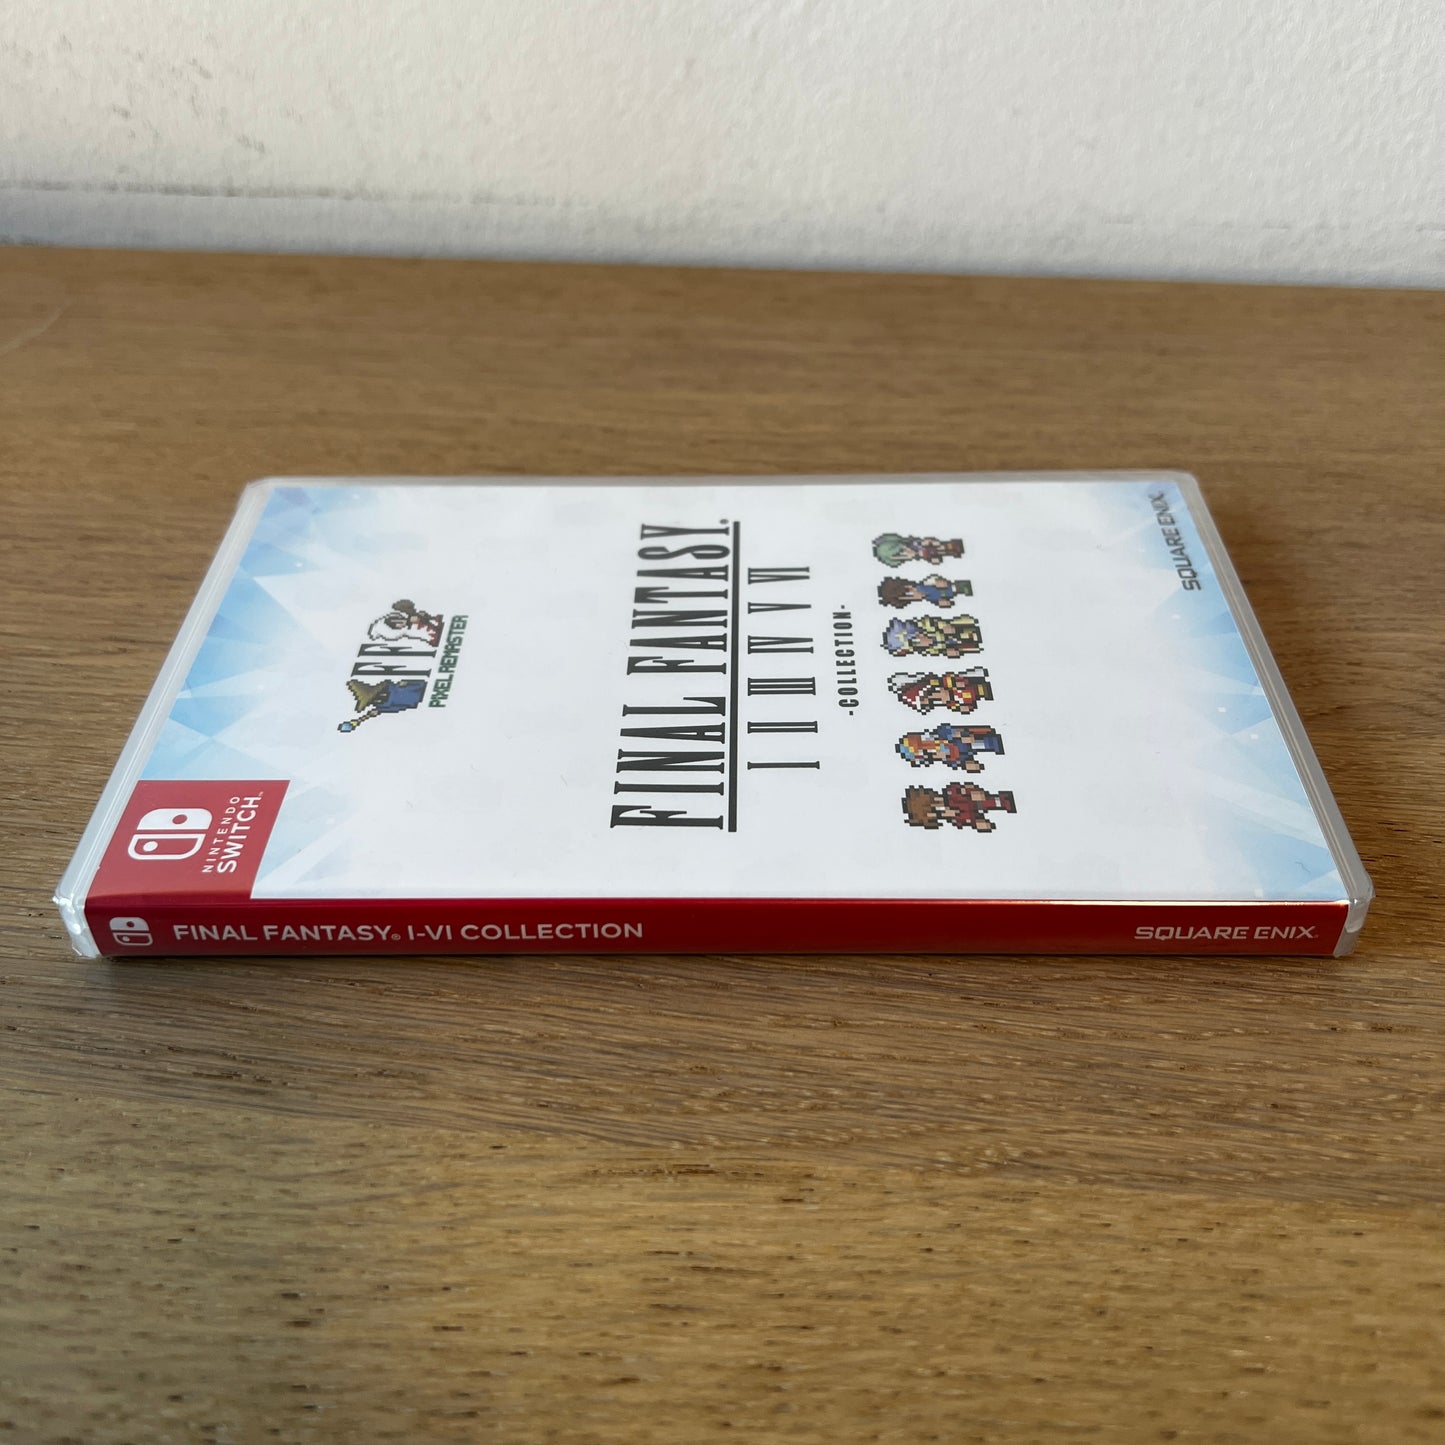 NINTENDO
SWITCH™
FF
PIXEL REMASTER
FINAL FANTASY®
I II III IV V VI
-COLLECTION-
SQUARE ENIX®
FINAL FANTASY® I-VI COLLECTION
SQUARE ENIX®